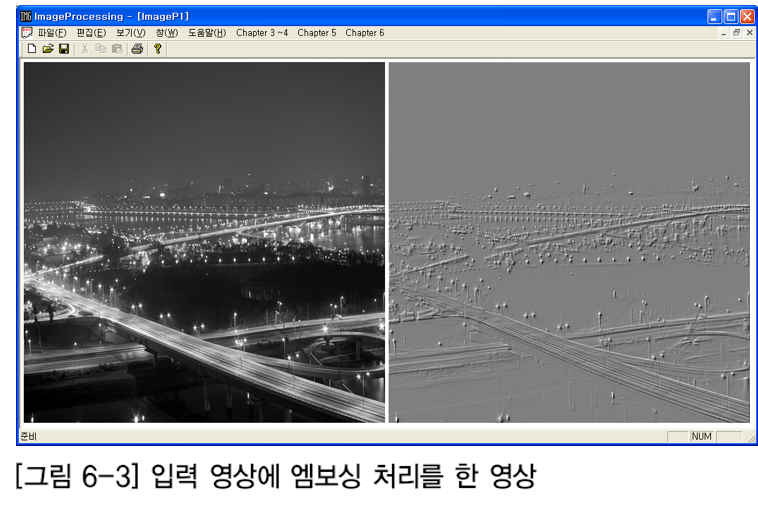 ImageProcessing - [ImageP1]
파일(F) 편집(E) 보기(V) 창(W) 도움말(H) Chapter 3 ~4 Chapter 5 Chapter 6
준비 NUM
[그림 6-3] 입력 영상에 엠보싱 처리를 한 영상